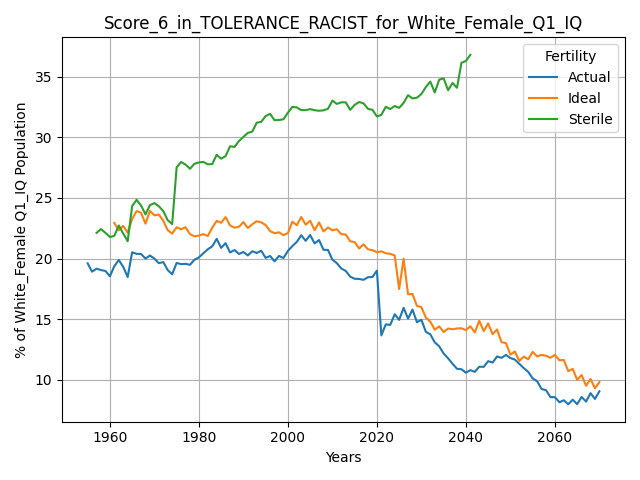 Score_6_in_TOLERANCE_RACIST_for_White_Female_Q1_IQ
% of White_Female Q1_IQ Population
35
30
25
20
15
10
Fertility
Actual
Ideal
Sterile
1960 1980 2000 2020 2040 2060
Years